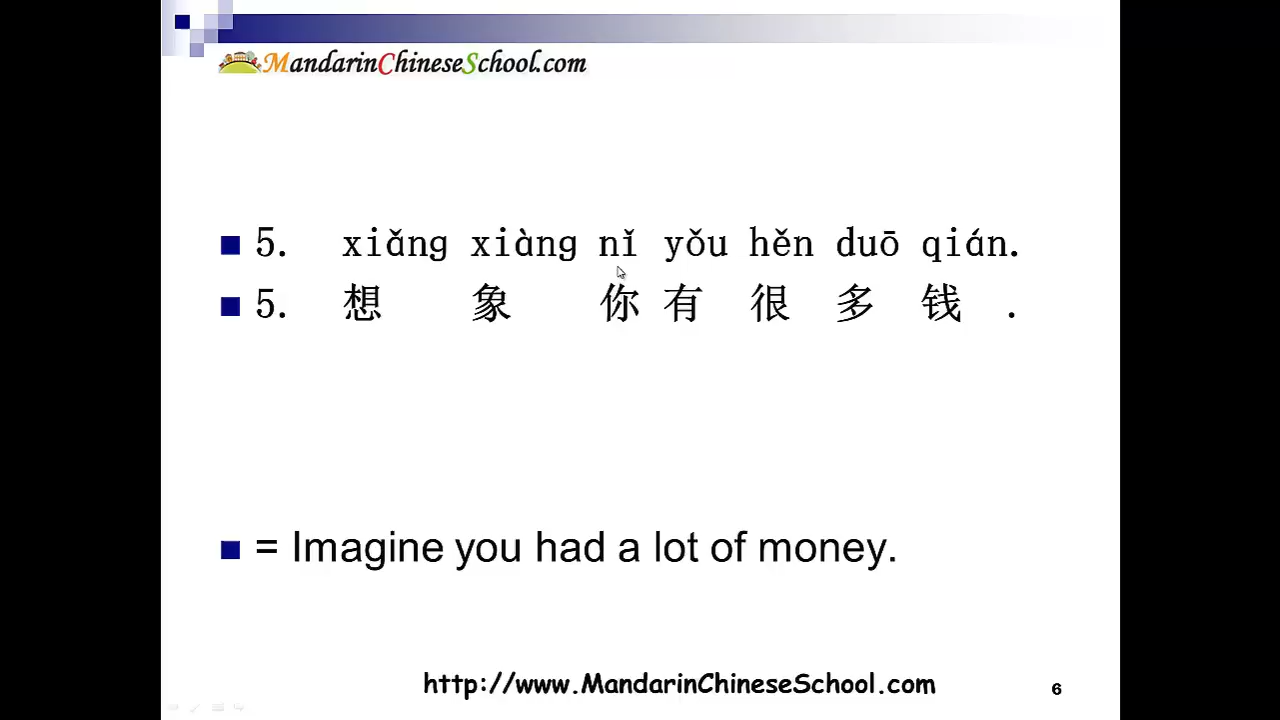 MandarinChineseSchool.com
5. xiǎng xiàng nǐ yǒu hěn duō qián.
5. 想 象 你 有 很 多 钱 .
= Imagine you had a lot of money.
http://www.MandarinChineseSchool.com
6